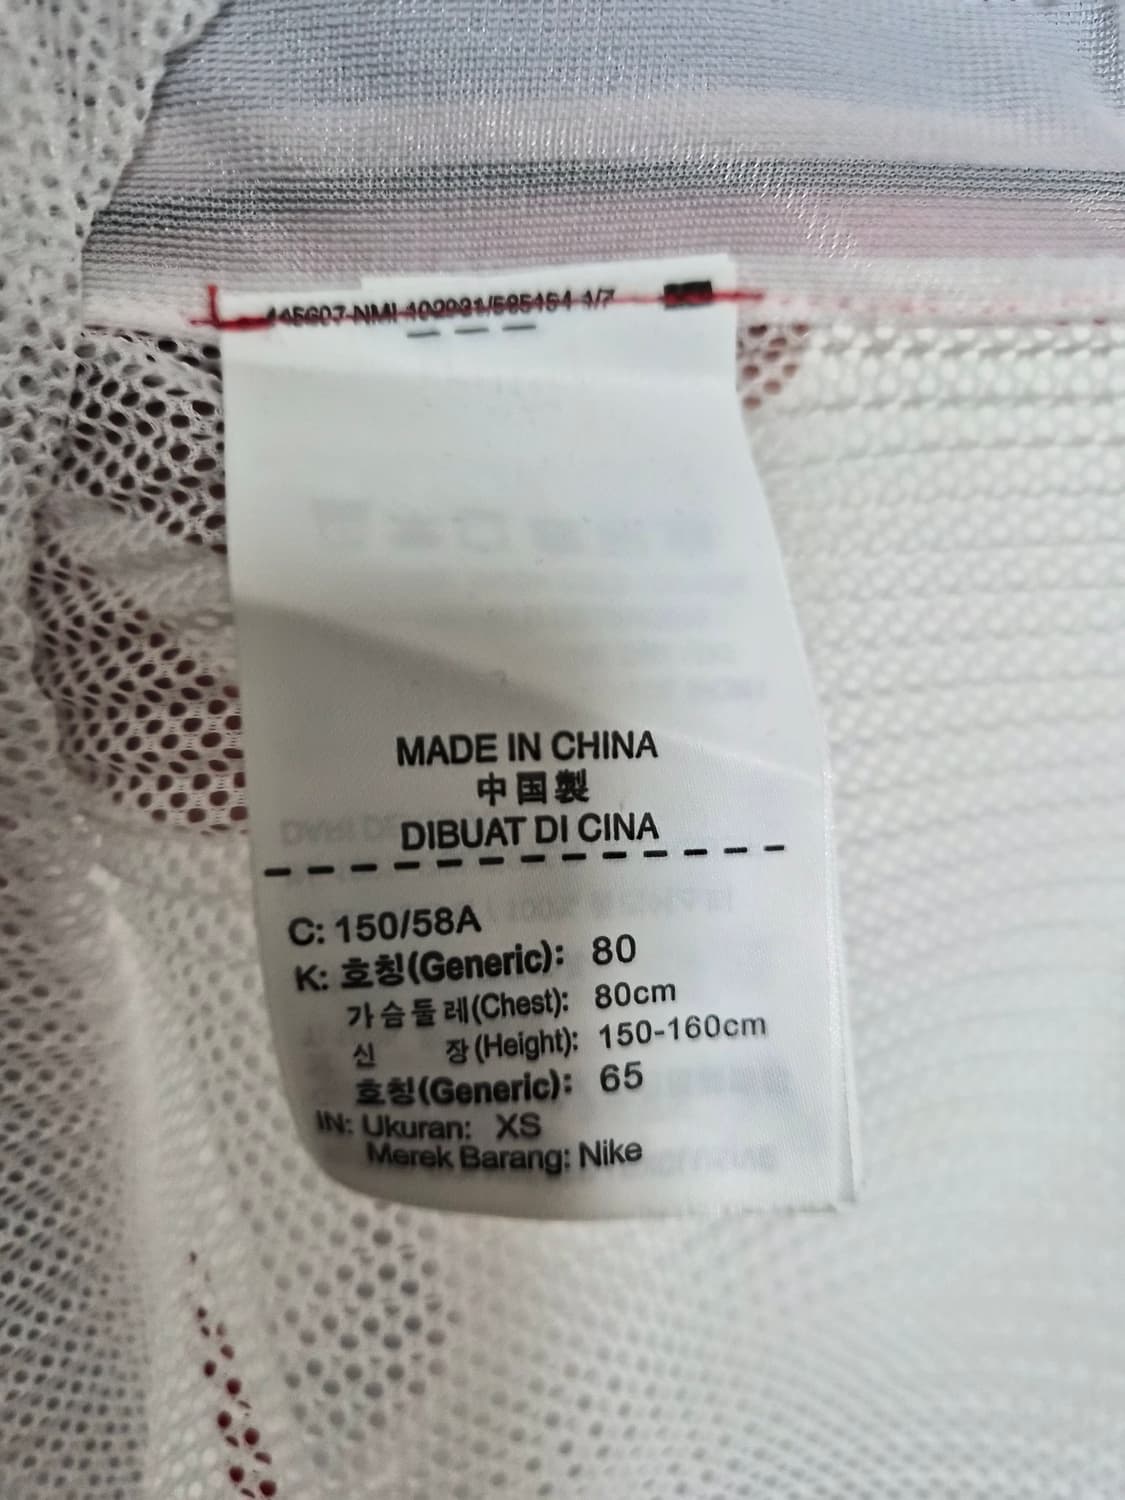 MADE IN CHINA
中国製
DIBUAT DI CINA
C: 150/58A
K: 호칭(Generic): 80
가슴둘레(Chest): 80cm
신 장(Height): 150-160cm
호칭(Generic): 65
IN: Ukuran: XS
Merek Barang: Nike